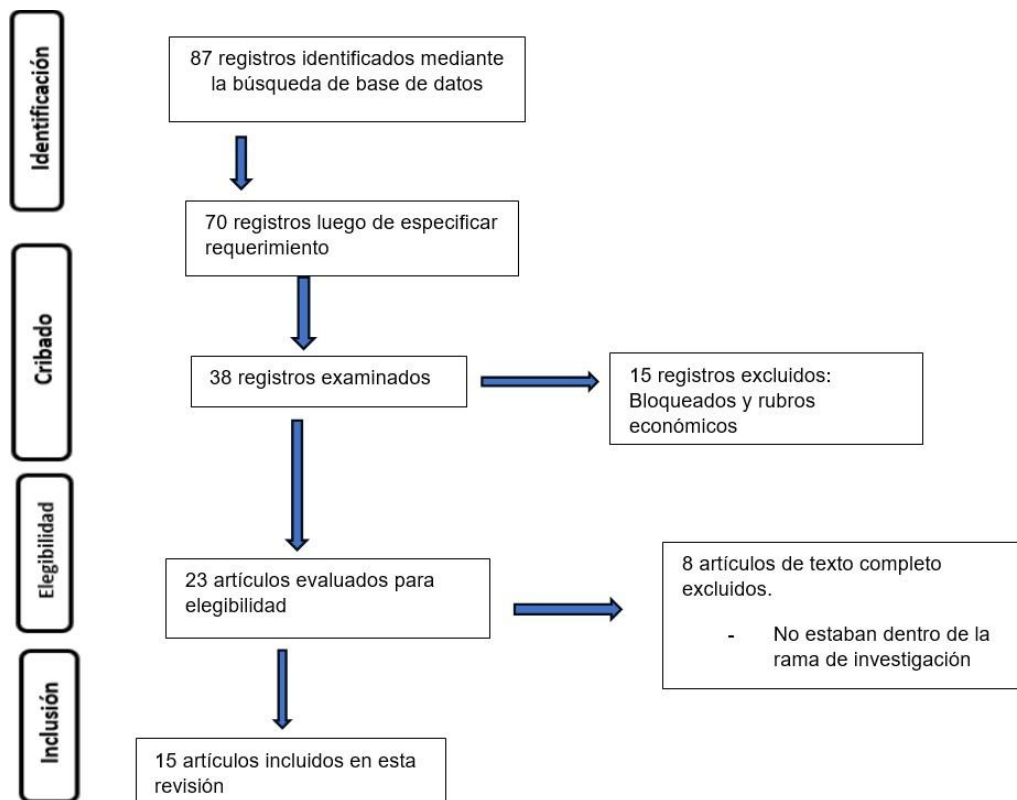 Identificación
87 registros identificados mediante
la búsqueda de base de datos
70 registros luego de especificar
requerimiento
Cribado
38 registros examinados
15 registros excluidos:
Bloqueados y rubros
económicos
Elegibilidad
23 artículos evaluados para
elegibilidad
8 artículos de texto completo
excluidos.
- No estaban dentro de la
rama de investigación
Inclusión
15 artículos incluidos en esta
revisión